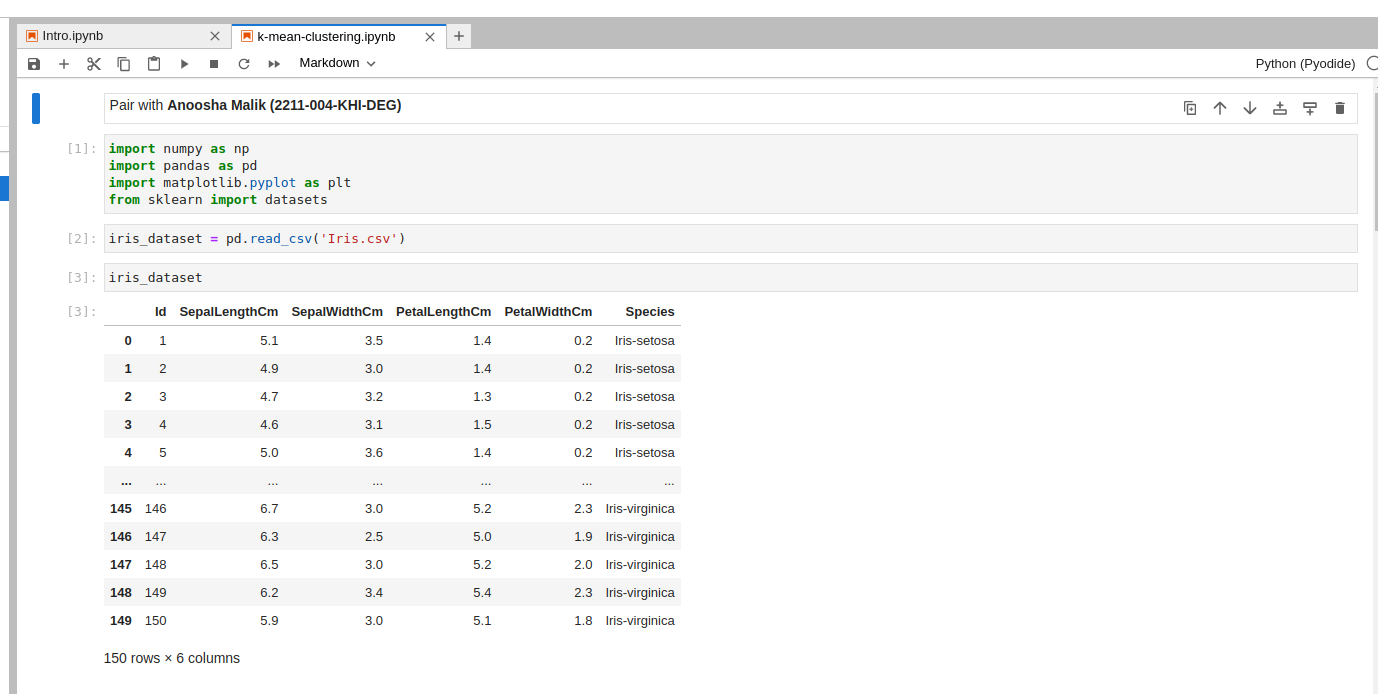 Intro.ipynb k-mean-clustering.ipynb
Markdown Python (Pyodide)
Pair with Anoosha Malik (2211-004-KHI-DEG)
[1]: import numpy as np
import pandas as pd
import matplotlib.pyplot as plt
from sklearn import datasets
[2]: iris_dataset = pd.read_csv('Iris.csv')
[3]: iris_dataset
[3]: Id SepalLengthCm SepalWidthCm PetalLengthCm PetalWidthCm Species
0 1 5.1 3.5 1.4 0.2 Iris-setosa
1 2 4.9 3.0 1.4 0.2 Iris-setosa
2 3 4.7 3.2 1.3 0.2 Iris-setosa
3 4 4.6 3.1 1.5 0.2 Iris-setosa
4 5 5.0 3.6 1.4 0.2 Iris-setosa
... ... ... ... ... ... ...
145 146 6.7 3.0 5.2 2.3 Iris-virginica
146 147 6.3 2.5 5.0 1.9 Iris-virginica
147 148 6.5 3.0 5.2 2.0 Iris-virginica
148 149 6.2 3.4 5.4 2.3 Iris-virginica
149 150 5.9 3.0 5.1 1.8 Iris-virginica
150 rows × 6 columns